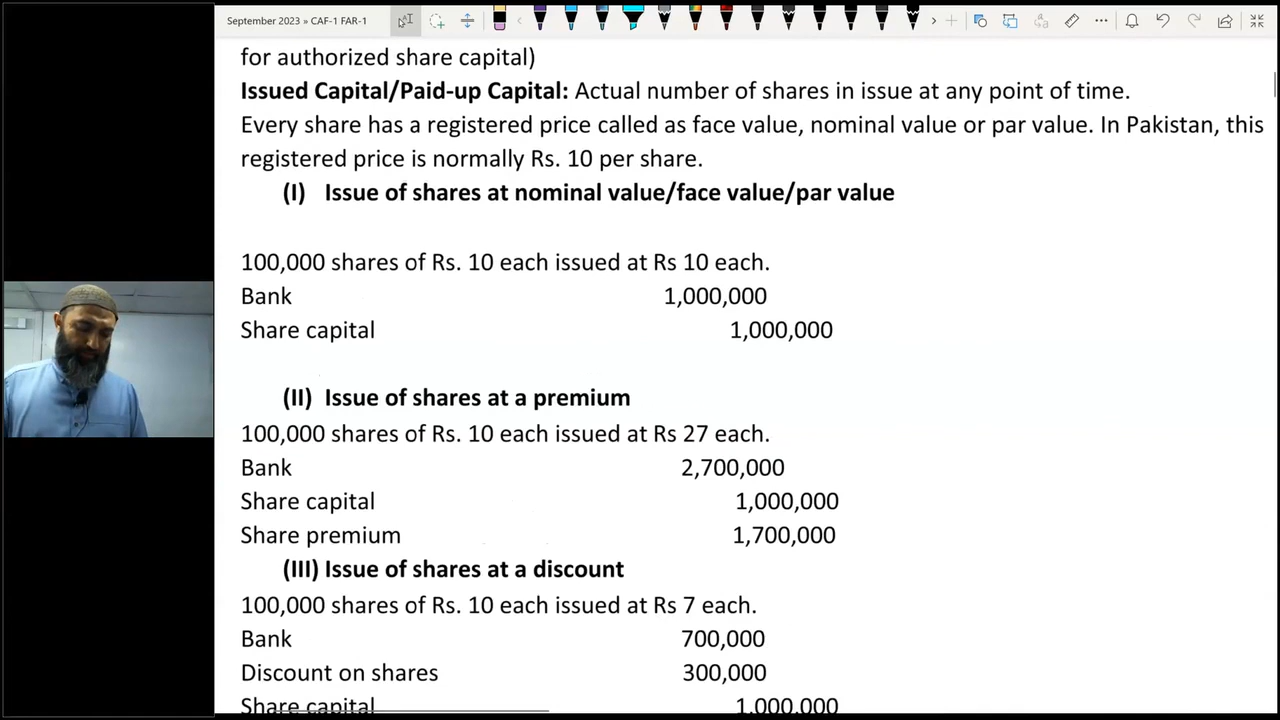 September 2023 » CAF-1 FAR-1
for authorized share capital)
Issued Capital/Paid-up Capital: Actual number of shares in issue at any point of time.
Every share has a registered price called as face value, nominal value or par value. In Pakistan, this
registered price is normally Rs. 10 per share.
(I) Issue of shares at nominal value/face value/par value
100,000 shares of Rs. 10 each issued at Rs 10 each.
Bank 1,000,000
Share capital 1,000,000
(II) Issue of shares at a premium
100,000 shares of Rs. 10 each issued at Rs 27 each.
Bank 2,700,000
Share capital 1,000,000
Share premium 1,700,000
(III) Issue of shares at a discount
100,000 shares of Rs. 10 each issued at Rs 7 each.
Bank 700,000
Discount on shares 300,000
Share capital 1,000,000